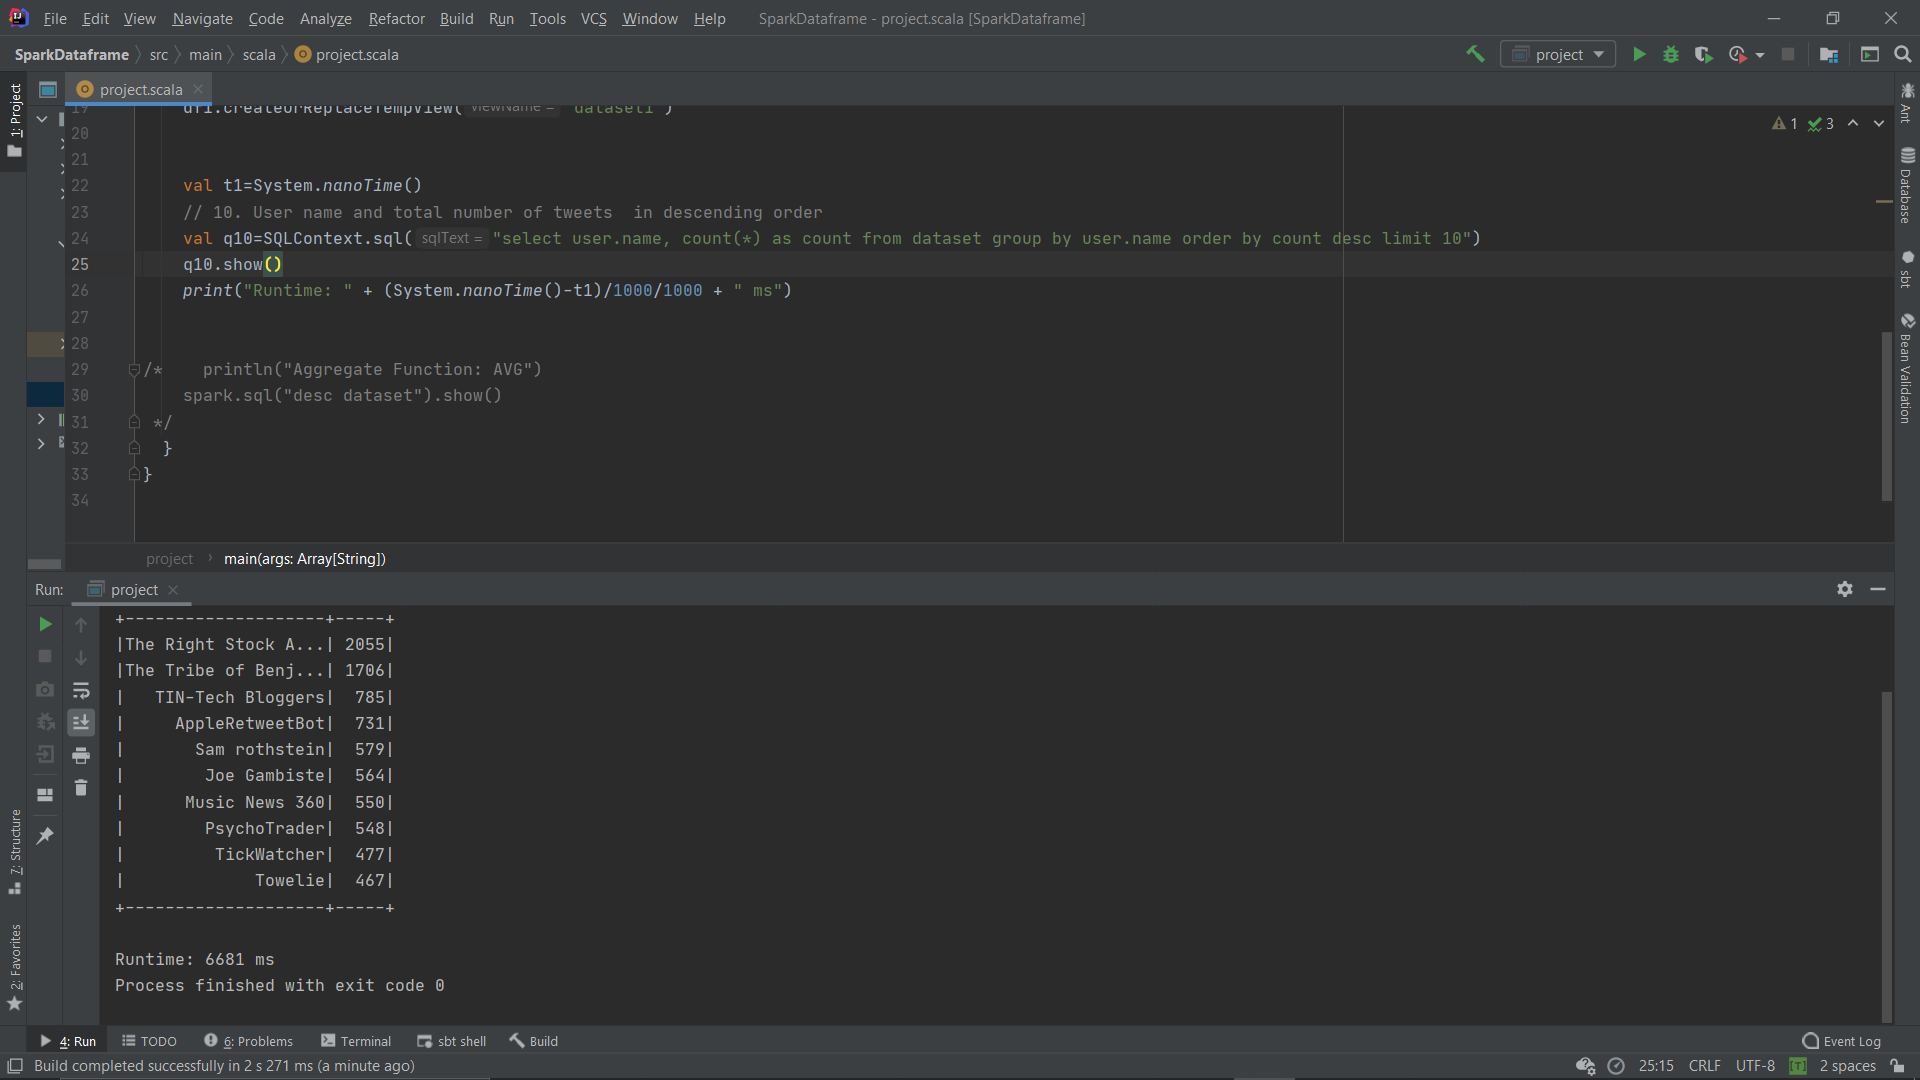 File Edit View Navigate Code Analyze Refactor Build Run Tools VCS Window Help SparkDataframe - project.scala [SparkDataframe]
SparkDataframe src main scala project.scala
project
1: Project
project.scala
19 df1.createOrReplaceTempView( viewName = "dataset1")
20
1 3
21
22 val t1=System.nanoTime()
23 // 10. User name and total number of tweets  in descending order
24 val q10=SQLContext.sql( sqlText = "select user.name, count(*) as count from dataset group by user.name order by count desc limit 10")
25 q10.show()
26 print("Runtime: " + (System.nanoTime()-t1)/1000/1000 + " ms")
27
28
29 /*    println("Aggregate Function: AVG")
30 spark.sql("desc dataset").show()
31 */
32 }
33 }
34
project main(args: Array[String])
Ant
Database
sbt
Bean Validation
Run: project
+--------------------+-----+
|The Right Stock A...| 2055|
|The Tribe of Benj...| 1706|
|   TIN-Tech Bloggers|  785|
|     AppleRetweetBot|  731|
|       Sam rothstein|  579|
|        Joe Gambiste|  564|
|      Music News 360|  550|
|        PsychoTrader|  548|
|         TickWatcher|  477|
|             Towelie|  467|
+--------------------+-----+
Runtime: 6681 ms
Process finished with exit code 0
7: Structure
2: Favorites
4: Run TODO 6: Problems Terminal sbt shell Build Event Log
Build completed successfully in 2 s 271 ms (a minute ago) 25:15 CRLF UTF-8 [T] 2 spaces